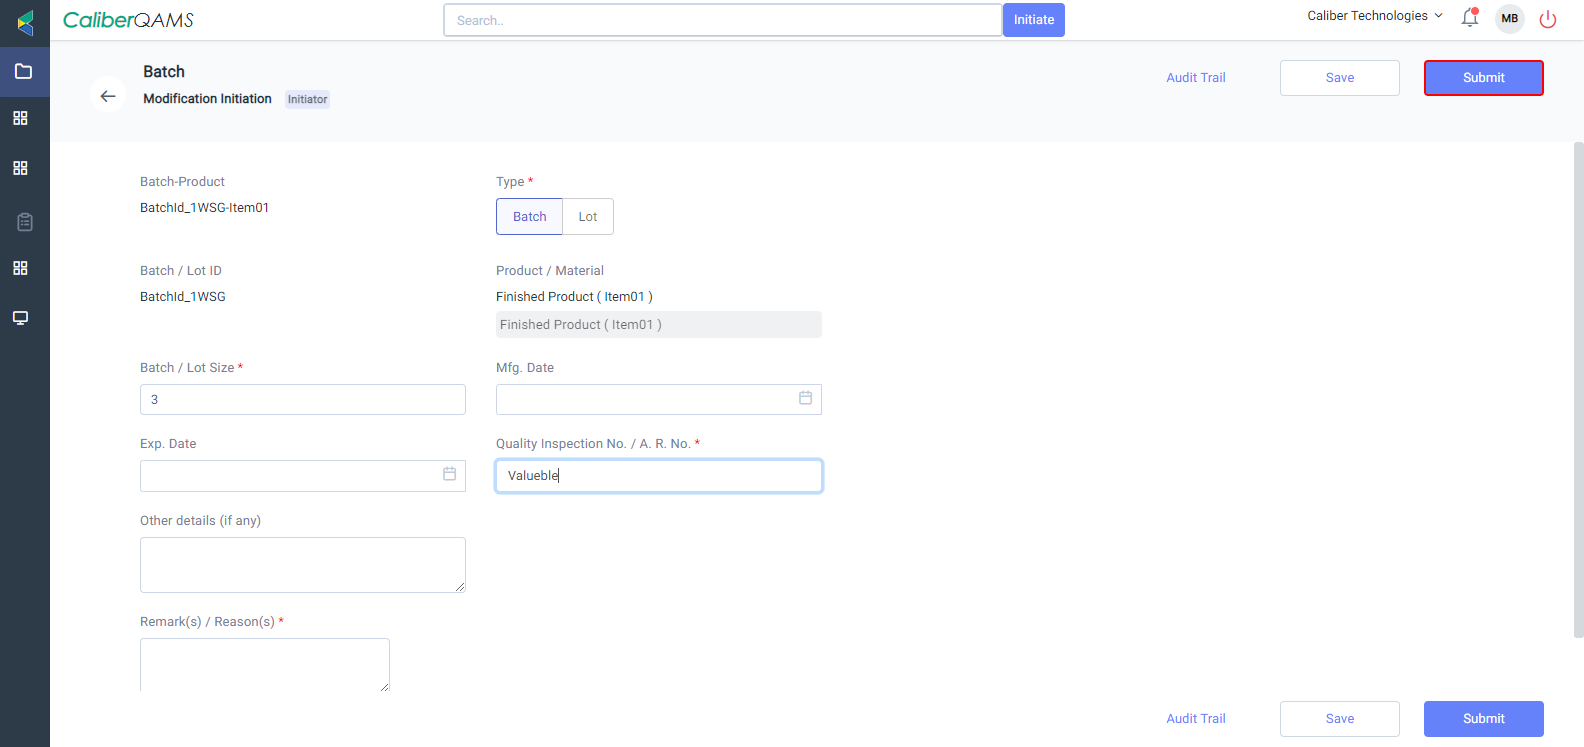 CaliberQAMS
Search..
Initiate
Caliber Technologies
MB
Batch
Modification Initiation
Initiator
Audit Trail
Save
Submit
Batch-Product
BatchId_1WSG-Item01
Type *
Batch
Lot
Batch / Lot ID
BatchId_1WSG
Product / Material
Finished Product ( Item01 )
Finished Product ( Item01 )
Batch / Lot Size *
3
Mfg. Date
Exp. Date
Quality Inspection No. / A. R. No. *
Valueble
Other details (if any)
Remark(s) / Reason(s) *
Audit Trail
Save
Submit